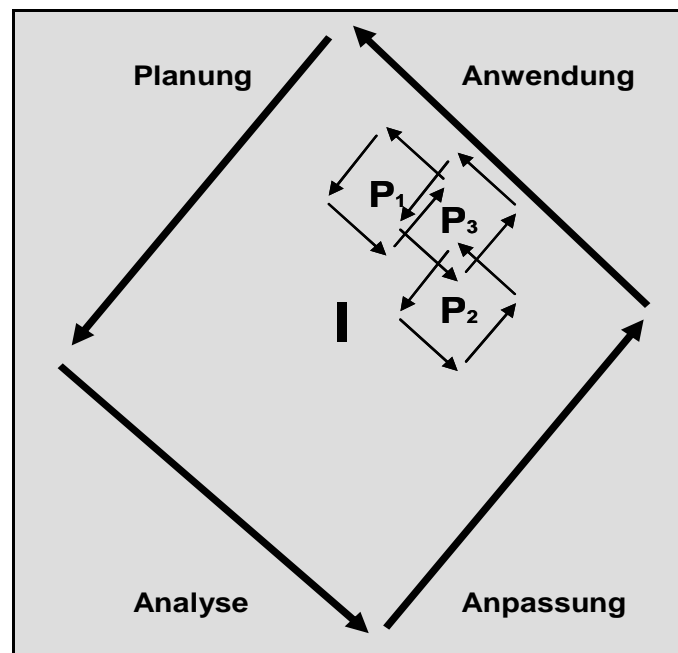 Planung Anwendung
P₁
P₃
P₂
I
Analyse Anpassung